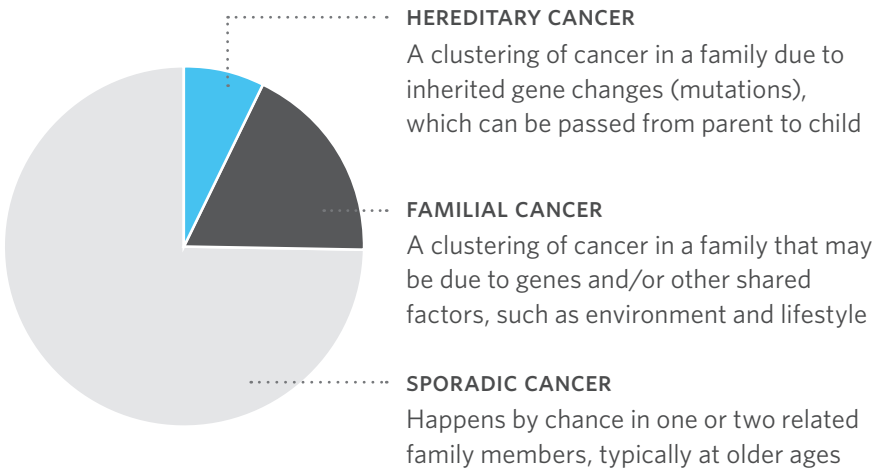 HEREDITARY CANCER
A clustering of cancer in a family due to
inherited gene changes (mutations),
which can be passed from parent to child
FAMILIAL CANCER
A clustering of cancer in a family that may
be due to genes and/or other shared
factors, such as environment and lifestyle
SPORADIC CANCER
Happens by chance in one or two related
family members, typically at older ages